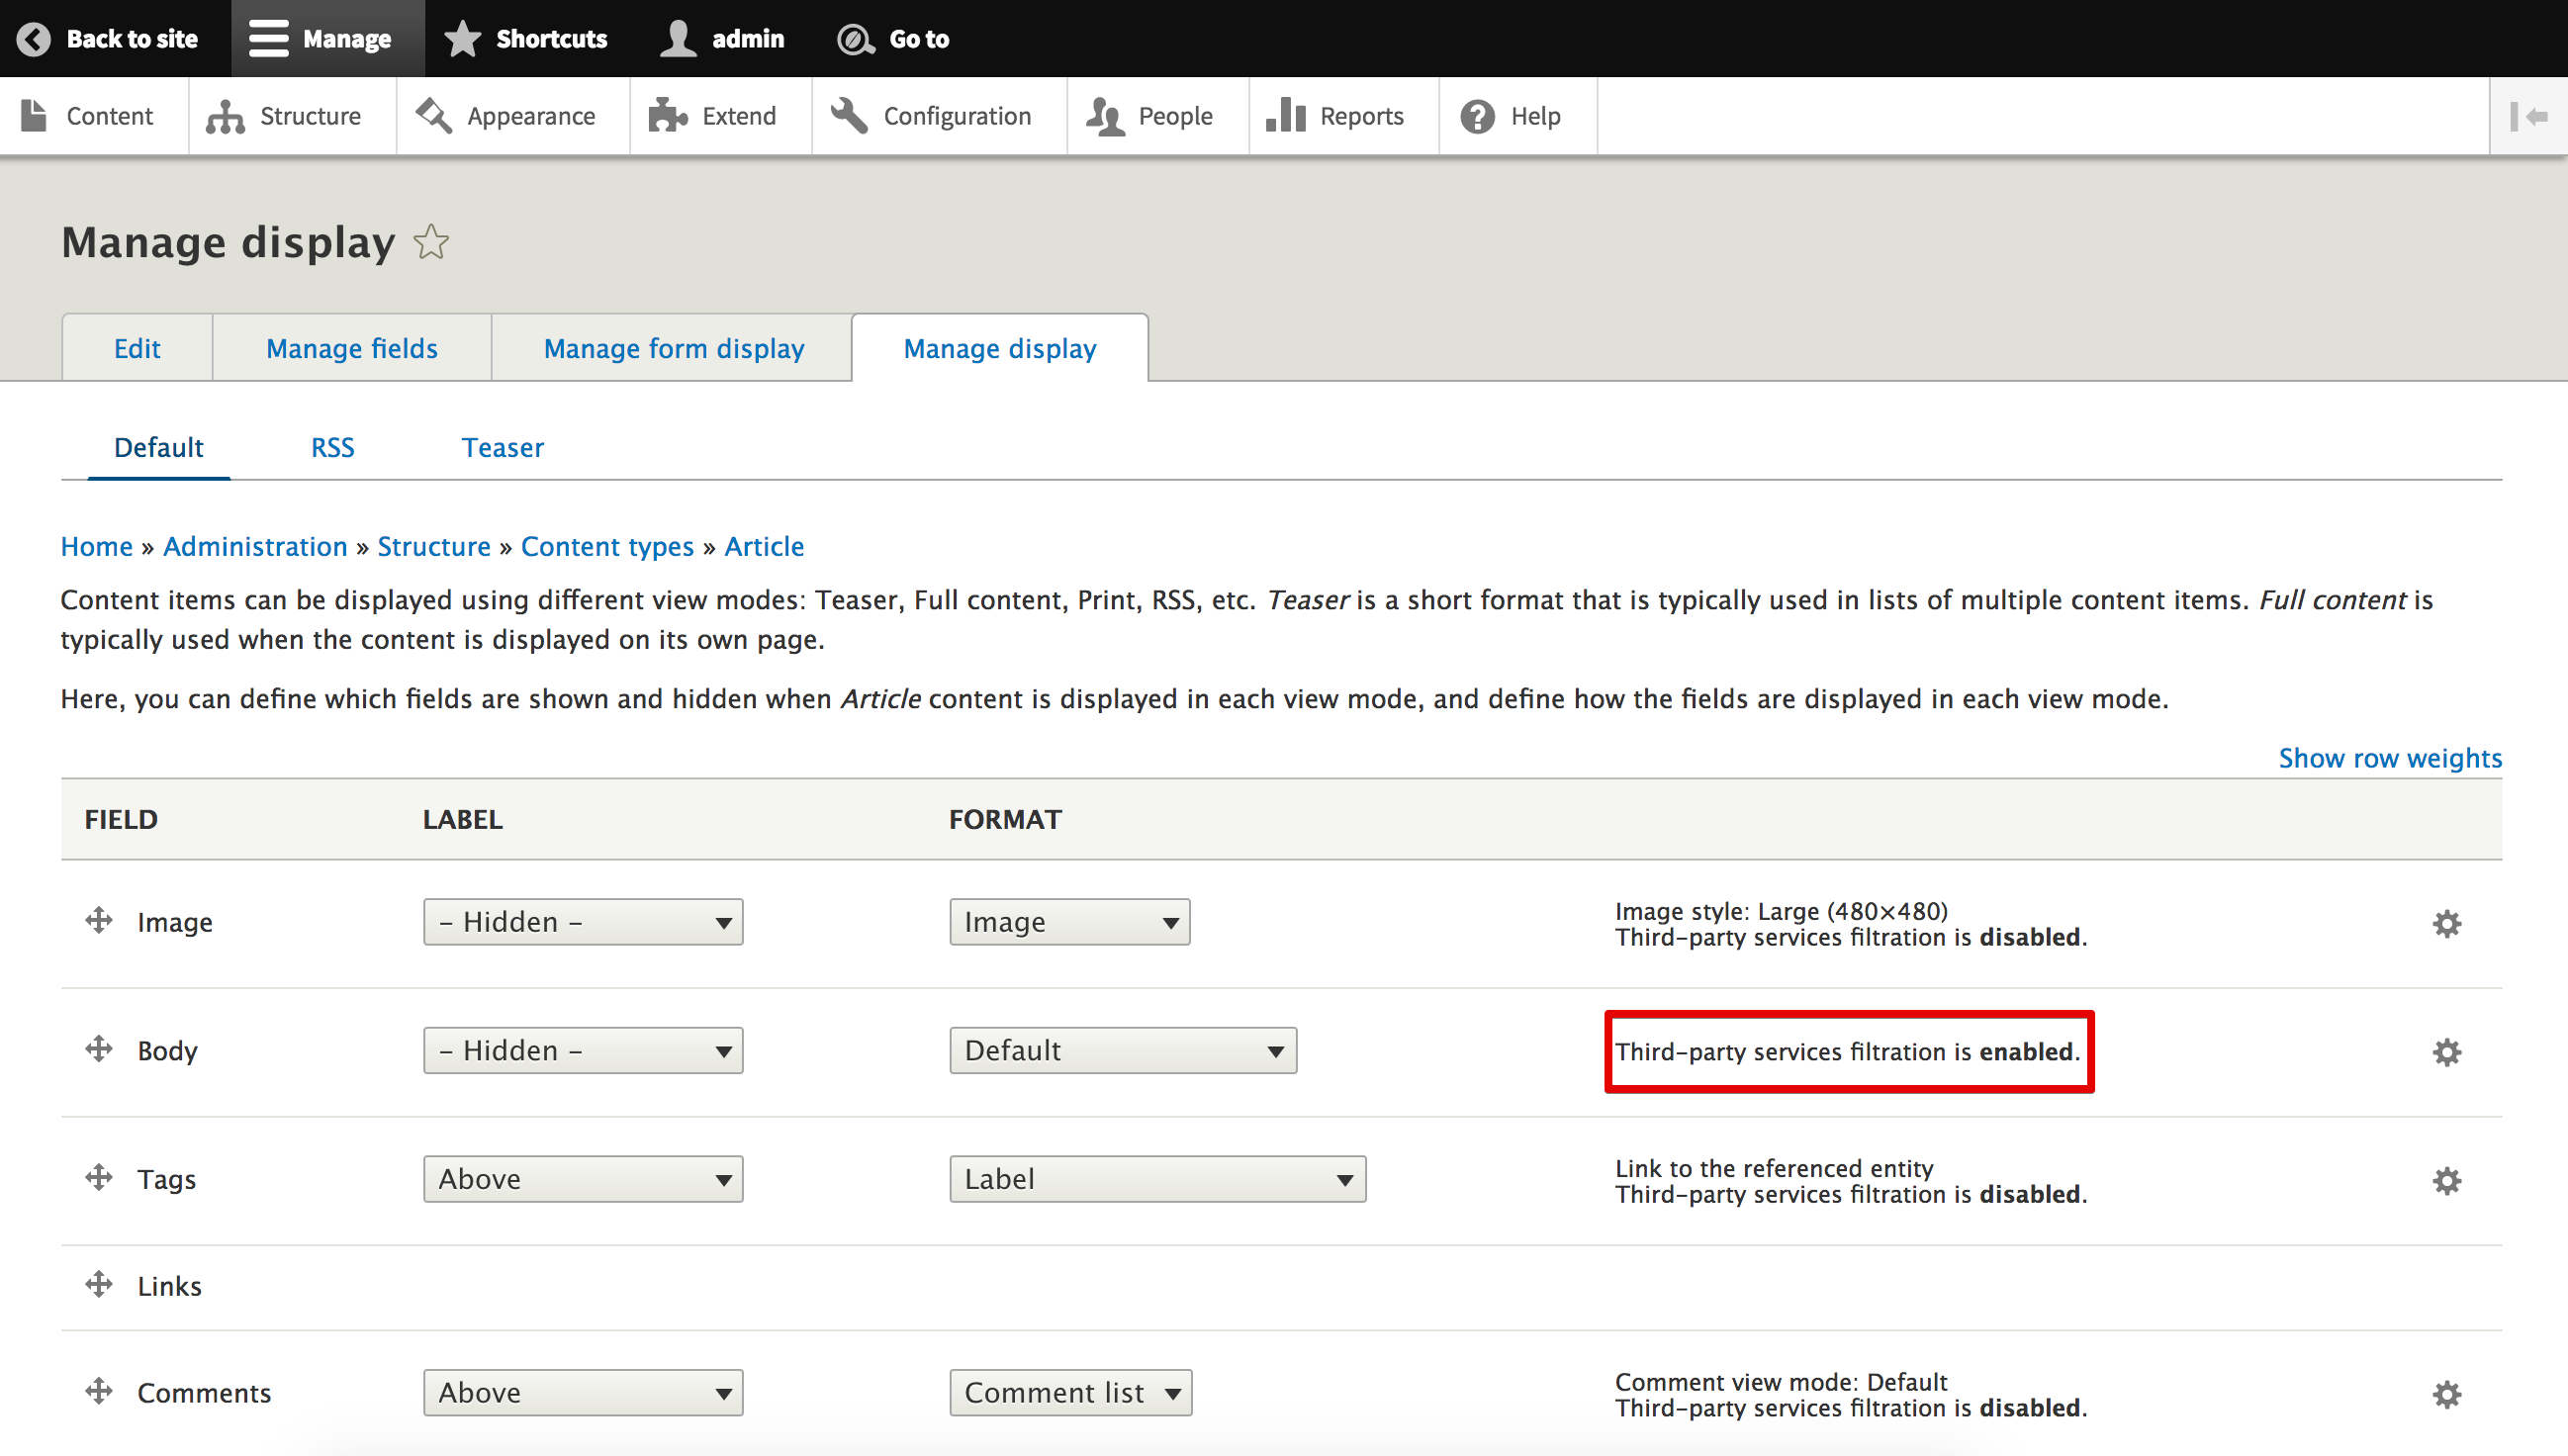 Back to site Manage Shortcuts admin Go to
Content Structure Appearance Extend Configuration People Reports Help
Manage display
Edit Manage fields Manage form display Manage display
Default RSS Teaser
Home » Administration » Structure » Content types » Article
Content items can be displayed using different view modes: Teaser, Full content, Print, RSS, etc. Teaser is a short format that is typically used in lists of multiple content items. Full content is
typically used when the content is displayed on its own page.
Here, you can define which fields are shown and hidden when Article content is displayed in each view mode, and define how the fields are displayed in each view mode.
Show row weights
FIELD LABEL FORMAT
Image - Hidden - Image Image style: Large (480×480)
Third-party services filtration is disabled.
Body - Hidden - Default Third-party services filtration is enabled.
Tags Above Label Link to the referenced entity
Third-party services filtration is disabled.
Links
Comments Above Comment list Comment view mode: Default
Third-party services filtration is disabled.